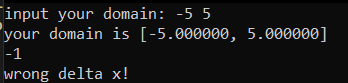 input your domain: -5 5
your domain is [-5.000000, 5.000000]
-1
wrong delta x!